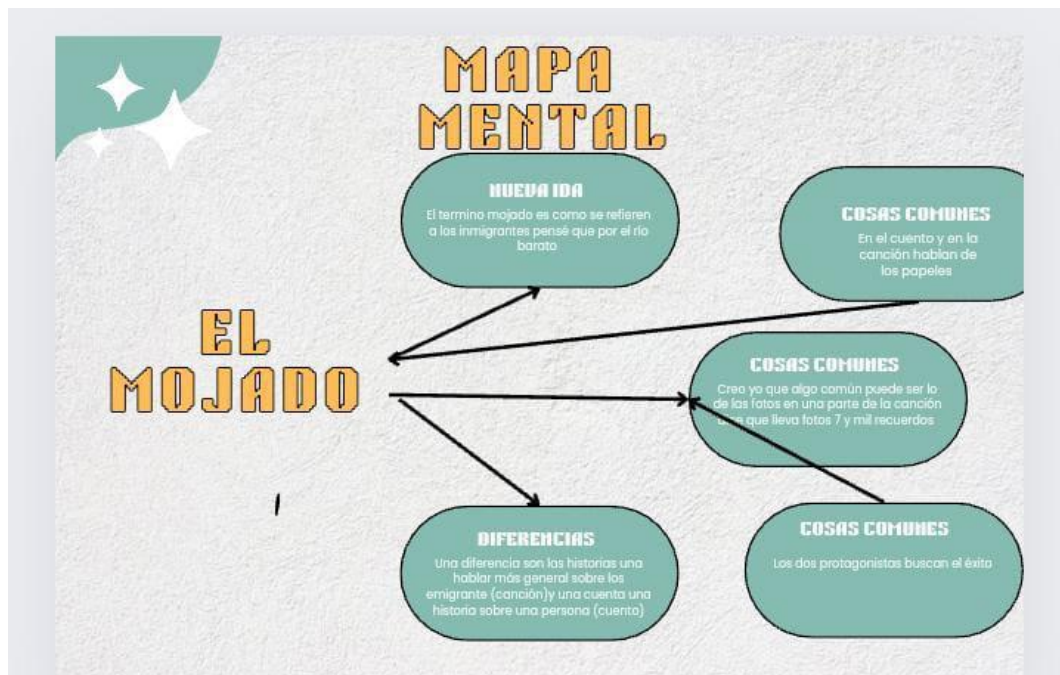 MAPA
MENTAL
NUEVA IDA
El termino mojado es como se refieren
a los inmigrantes pensé que por el río
barato
COSAS COMUNES
En el cuento y en la
canción hablan de
los papeles
EL
MOJADO
COSAS COMUNES
Creo yo que algo común puede ser lo
de las fotos en una parte de la canción
que lleva fotos 7 y mil recuerdos
DIFERENCIAS
Una diferencia son las historias una
hablar más general sobre los
emigrante (canción)y una cuenta una
historia sobre una persona (cuento)
COSAS COMUNES
Los dos protagonistas buscan el éxito